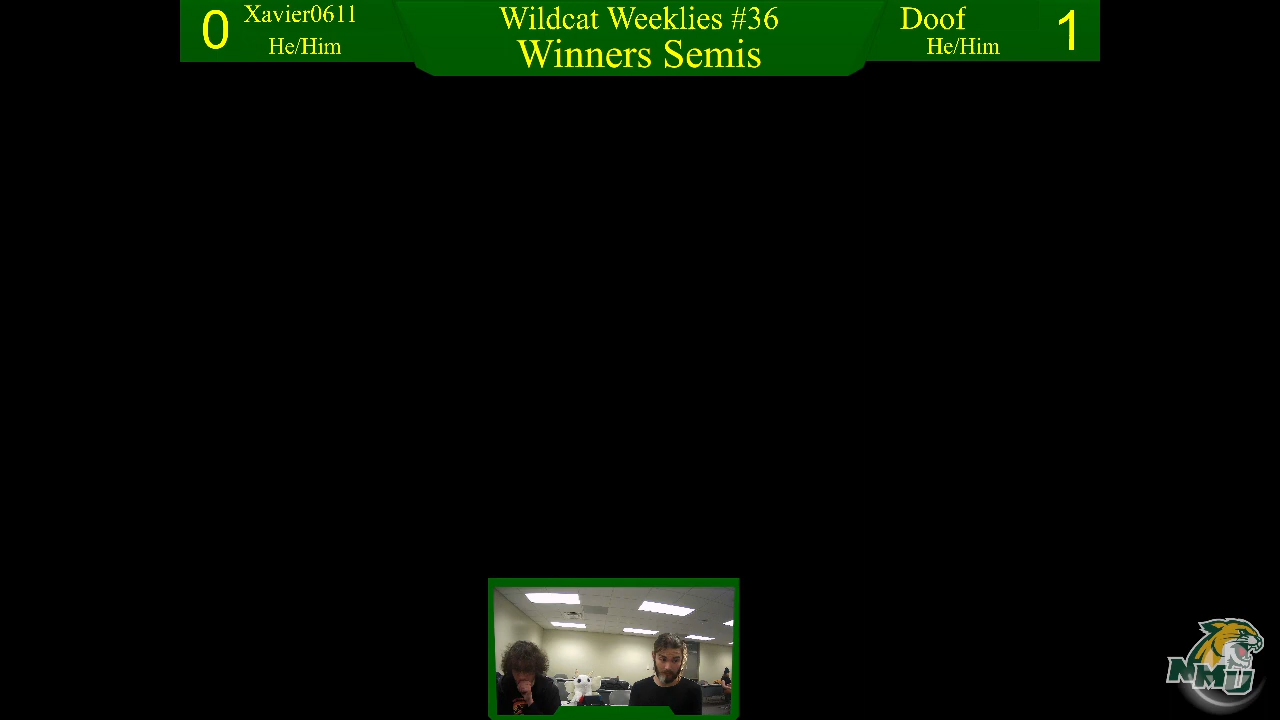 0
Xavier0611
He/Him
Wildcat Weeklies #36
Winners Semis
Doof
He/Him
1
NMU